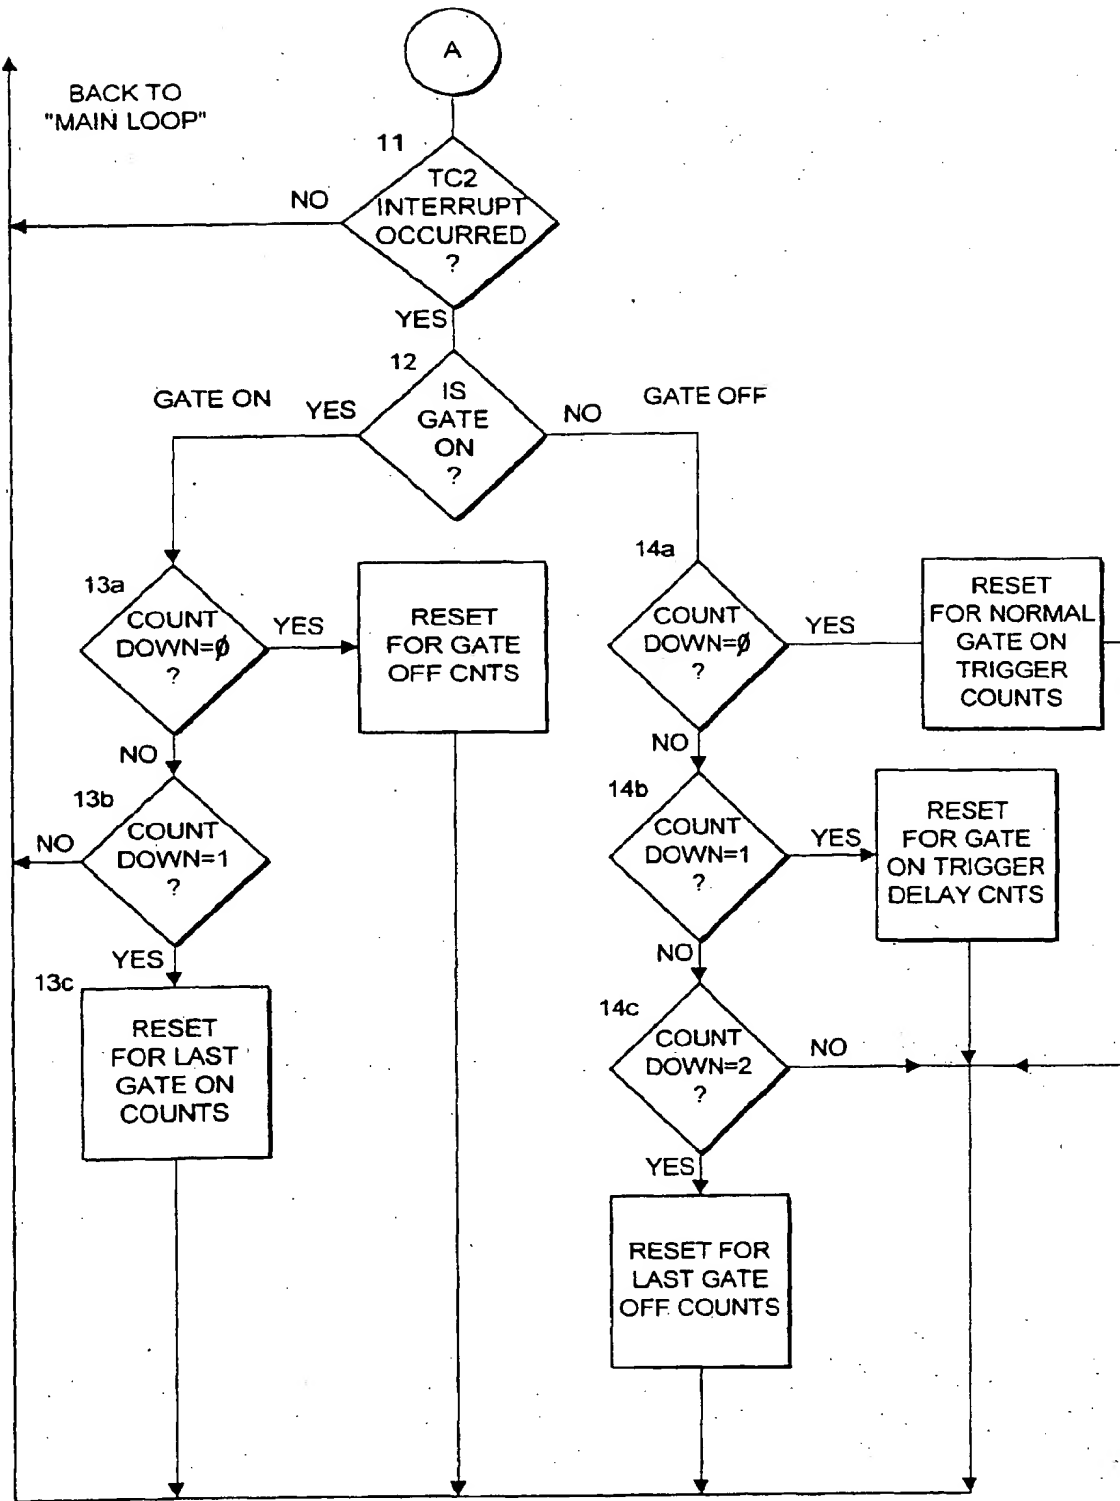 A
BACK TO
"MAIN LOOP"
11
TC2
INTERRUPT
OCCURRED
?
NO
YES
12
IS
GATE
ON
?
GATE ON
YES
NO
GATE OFF
13a
COUNT
DOWN=∅
?
YES
RESET
FOR GATE
OFF CNTS
NO
13b
COUNT
DOWN=1
?
NO
YES
13c
RESET
FOR LAST
GATE ON
COUNTS
14a
COUNT
DOWN=∅
?
YES
RESET
FOR NORMAL
GATE ON
TRIGGER
COUNTS
NO
14b
COUNT
DOWN=1
?
YES
RESET
FOR GATE
ON TRIGGER
DELAY CNTS
NO
14c
COUNT
DOWN=2
?
NO
YES
RESET FOR
LAST GATE
OFF COUNTS